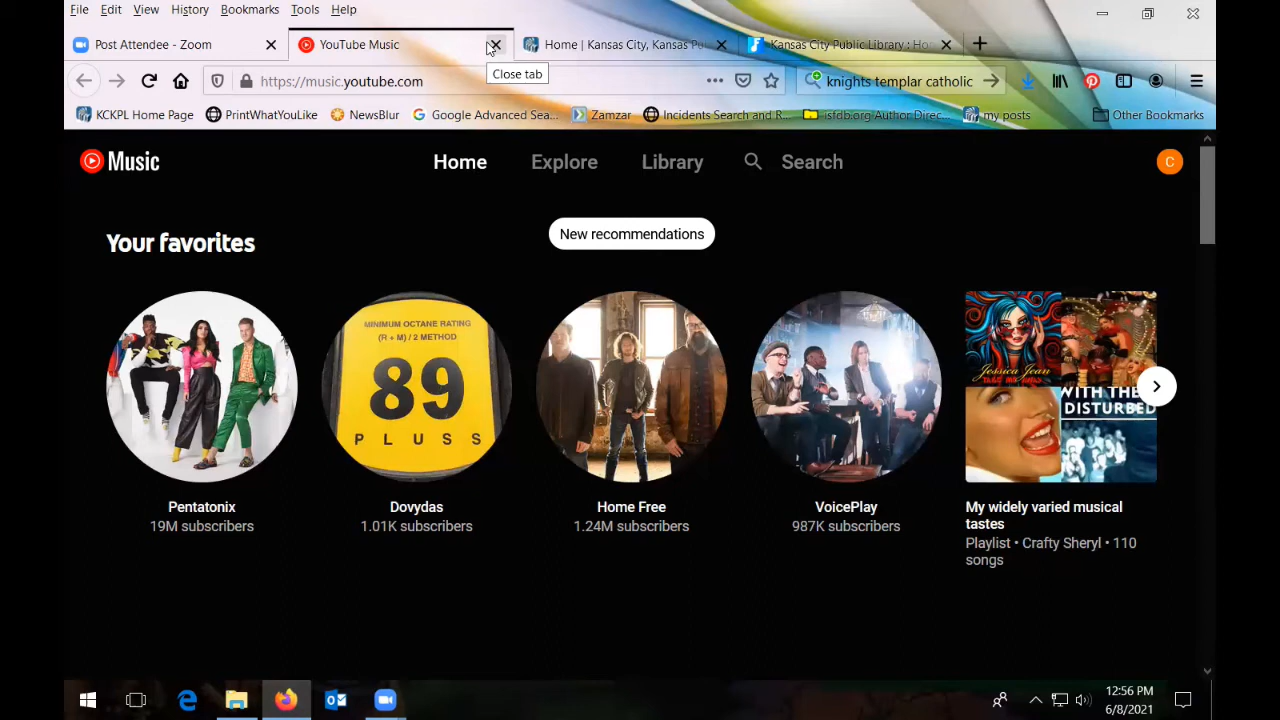 File Edit View History Bookmarks Tools Help
Post Attendee - Zoom YouTube Music Home | Kansas City, Kansas Pu Kansas City Public Library : Ho
Close tab
https://music.youtube.com knights templar catholic
KCKPL Home Page PrintWhatYouLike NewsBlur Google Advanced Sea... Zamzar Incidents Search and R... isfdb.org Author Direc... my posts Other Bookmarks
Music Home Explore Library Search C
Your favorites New recommendations
MINIMUM OCTANE RATING
(R + M) / 2 METHOD
89
PLUSS
Jessica Jean
WITH THE
DISTURBED
Pentatonix Dovydas Home Free VoicePlay My widely varied musical
tastes
19M subscribers 1.01K subscribers 1.24M subscribers 987K subscribers
Playlist • Crafty Sheryl • 110
songs
12:56 PM
6/8/2021